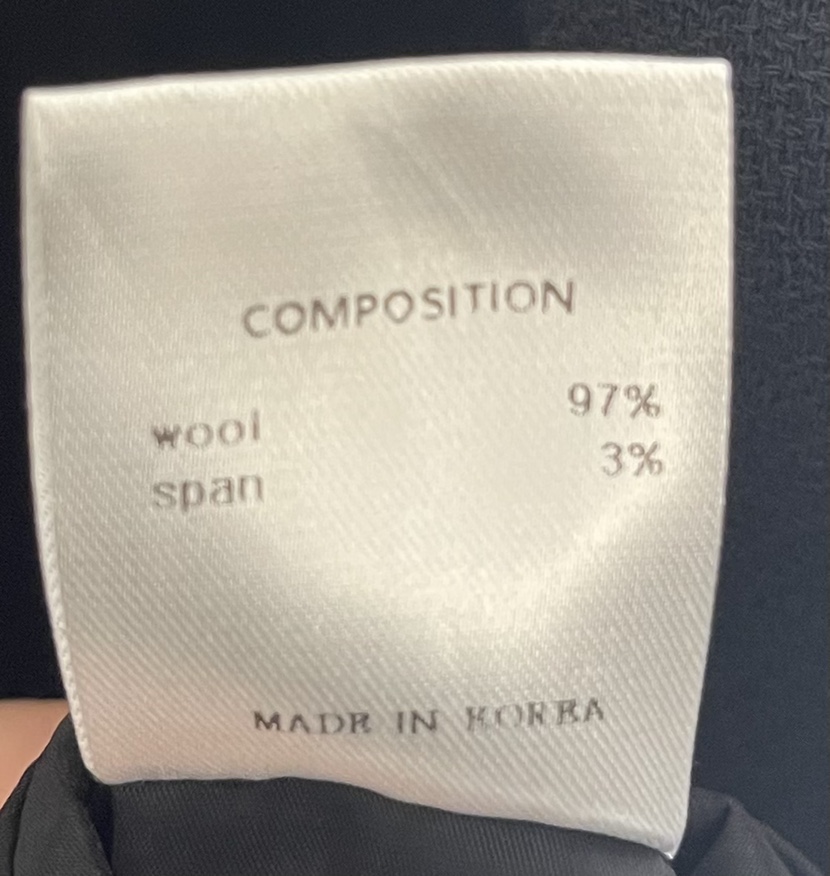 COMPOSITION
wool 97%
span 3%
MADE IN KOREA